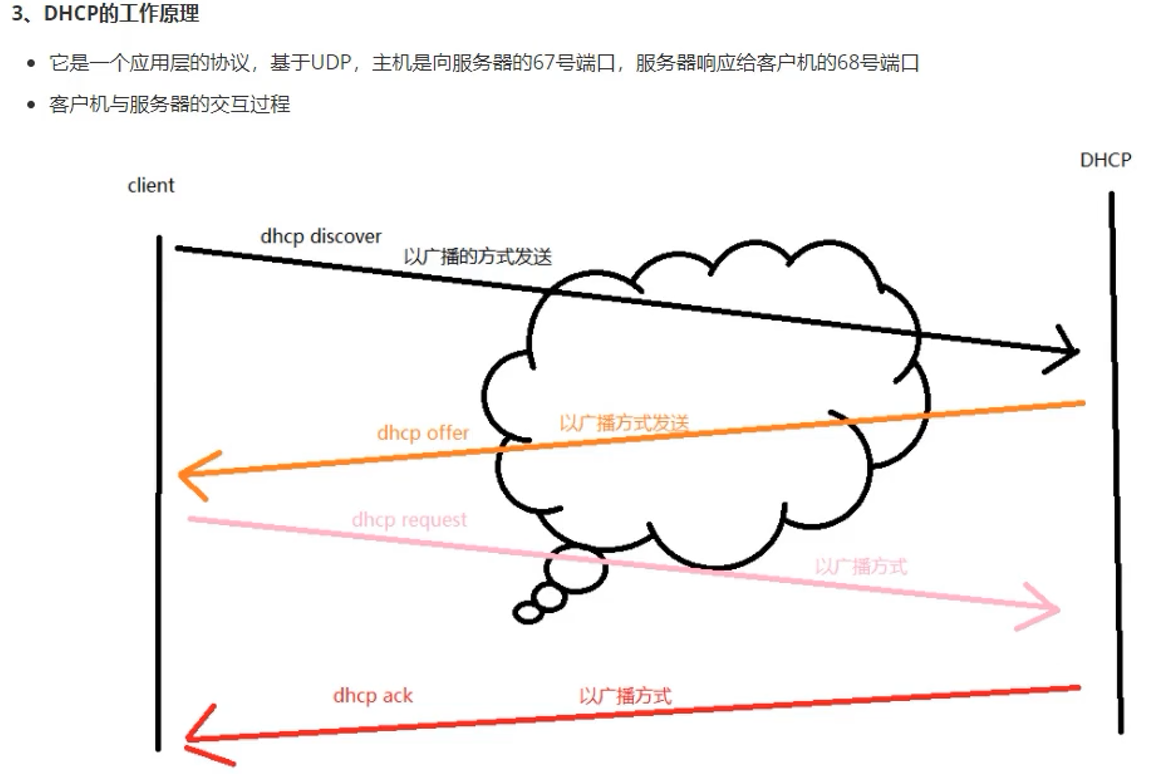 3、DHCP的工作原理
它是一个应用层的协议，基于UDP，主机是向服务器的67号端口，服务器响应给客户机的68号端口
客户机与服务器的交互过程
DHCP
client
dhcp discover
以广播的方式发送
以广播方式发送
dhcp offer
dhcp request
以广播方式
dhcp ack
以广播方式